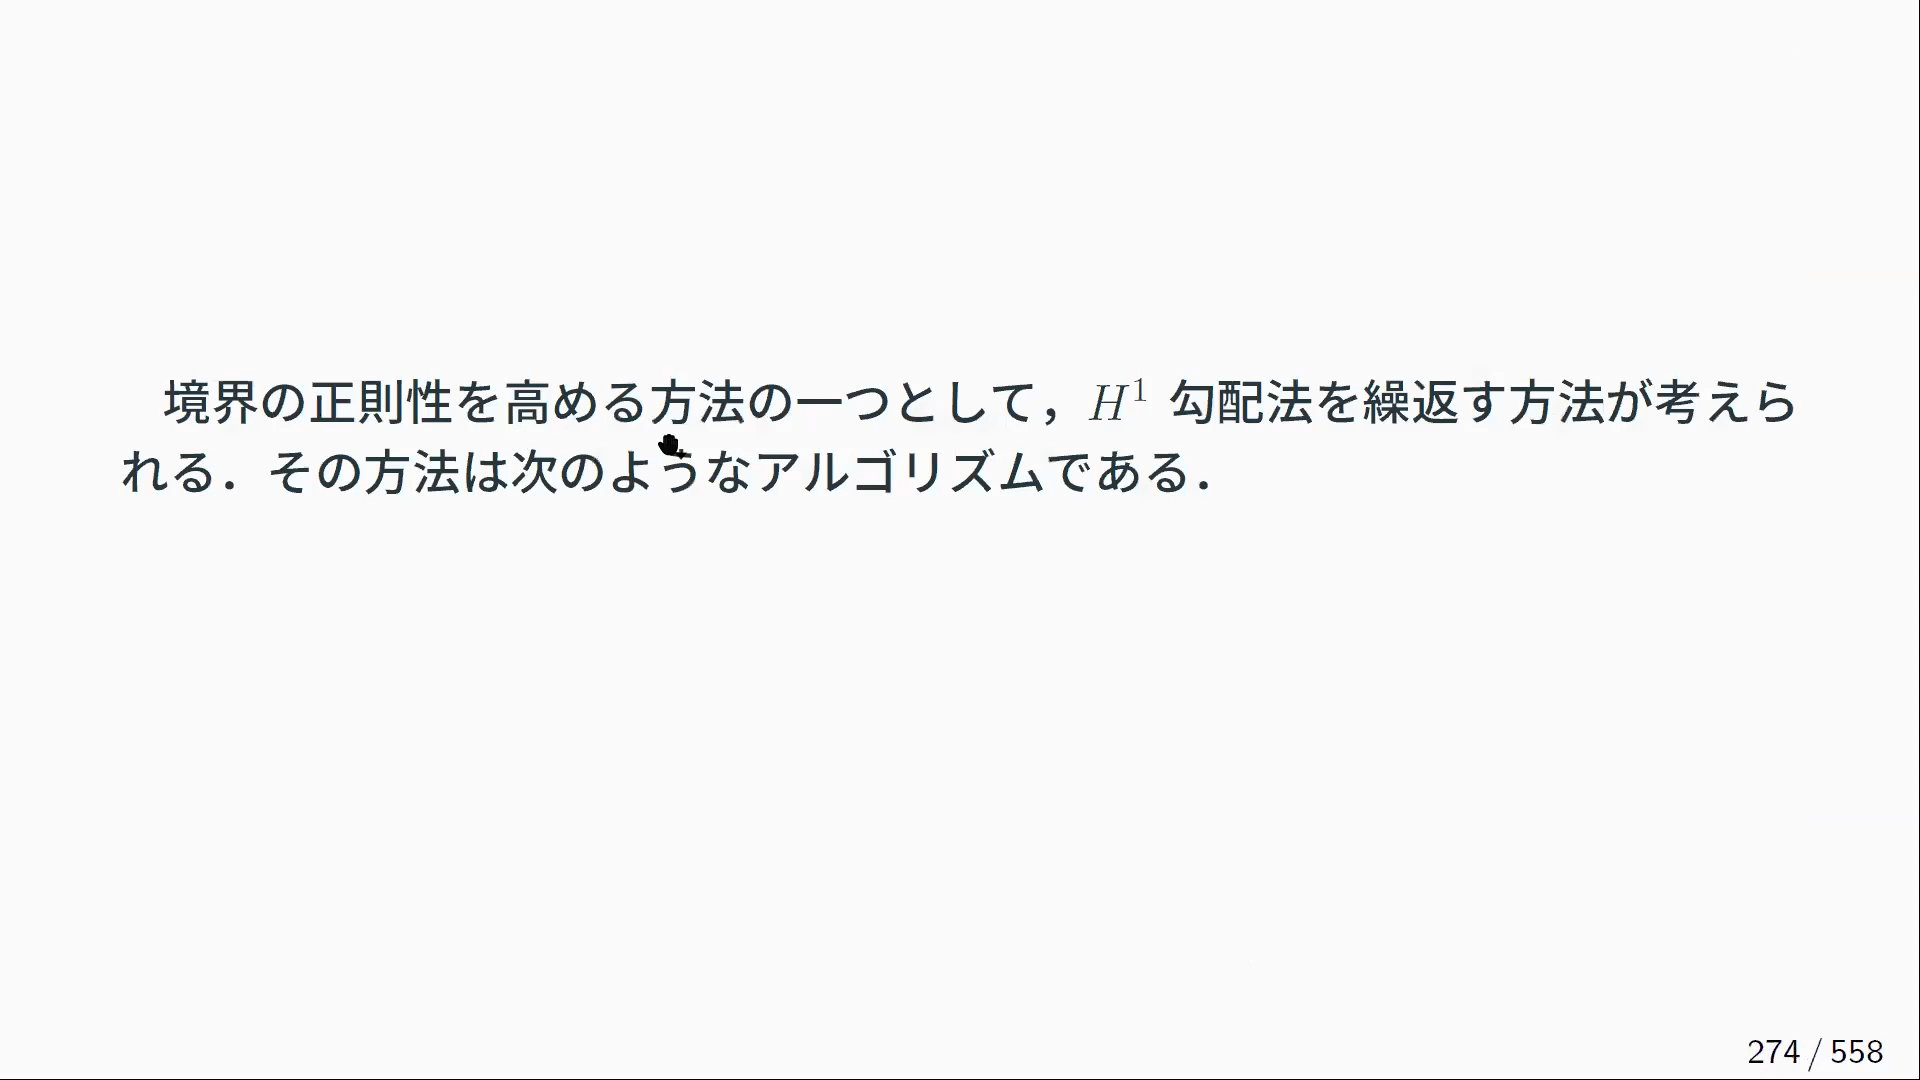 境界の正則性を高める方法の一つとして，H¹ 勾配法を繰返す方法が考えら
れる．その方法は次のようなアルゴリズムである．
274 / 558